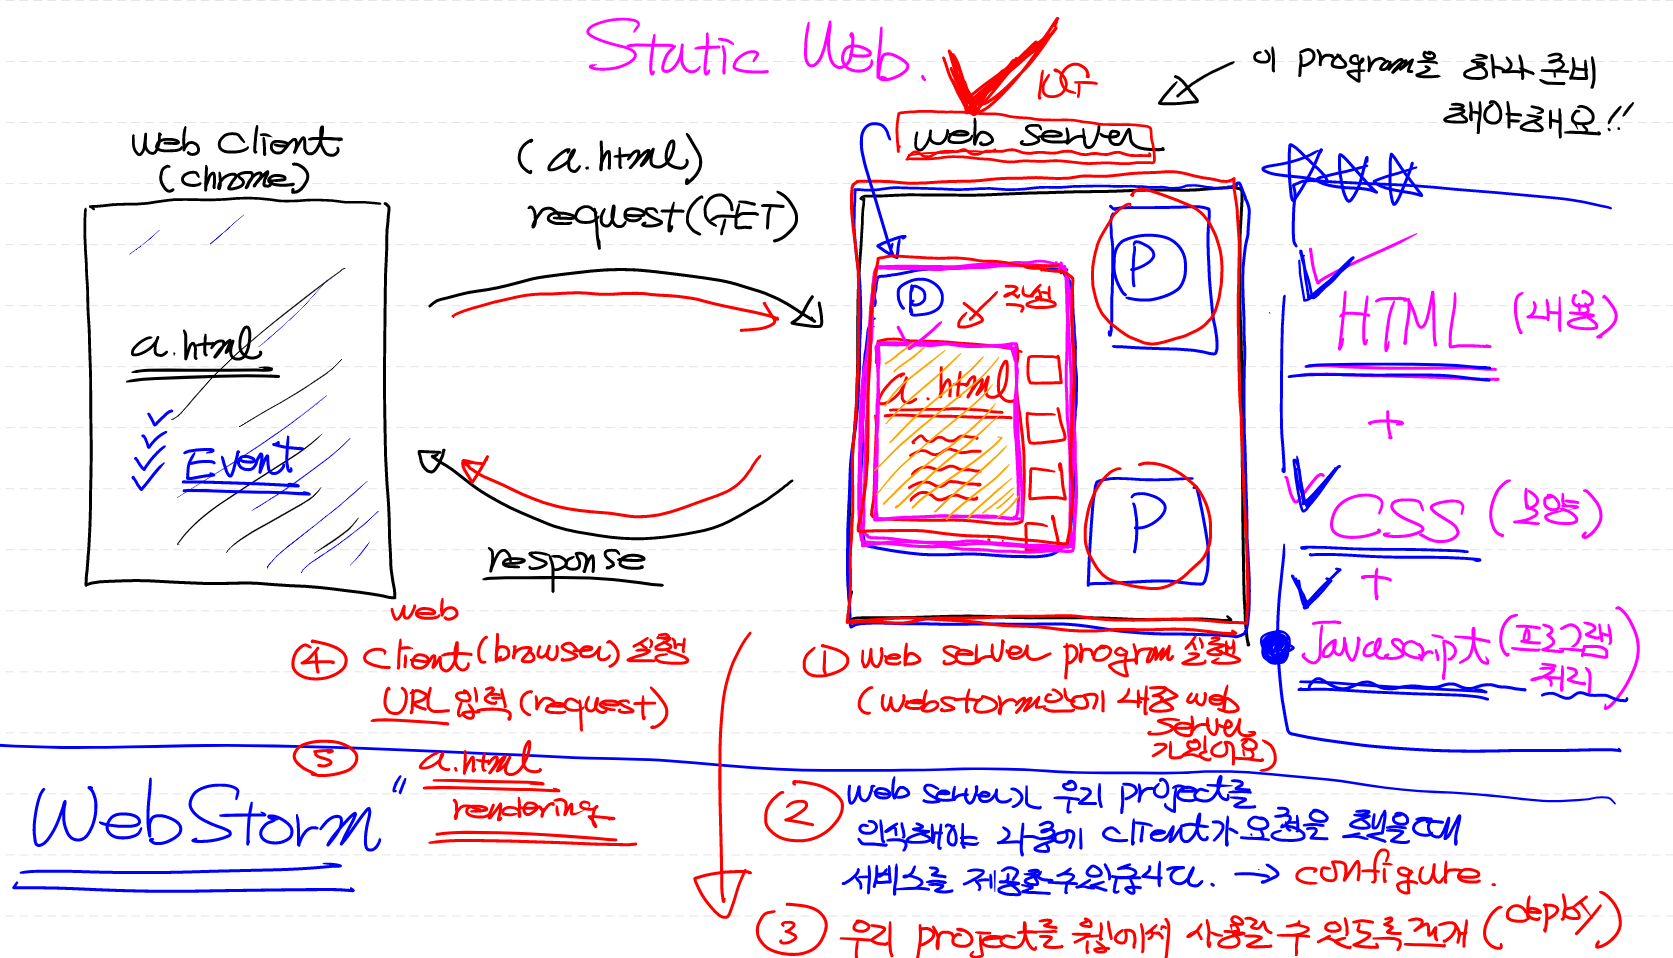 Static Web.
이 program을 하나 준비
해야해요!!
web server
web client
(chrome)
(a.html)
request(GET)
a.html
Event
response
P
작성
a.html
P
P
HTML (내용)
+
CSS (모양)
+
Javascript (프로그램
처리)
① web server program 실행
(webstorm안에 내장 web
server
가 있어요)
② web server가 우리 project를
인식해야 나중에 client가 요청을 했을때
서비스를 제공할 수 있습니다. → configure.
③ 우리 project를 웹에서 사용할 수 있도록 전개 (deploy)
web
④ client (browser) 실행
URL 입력 (request)
⑤ a.html
rendering
WebStorm"